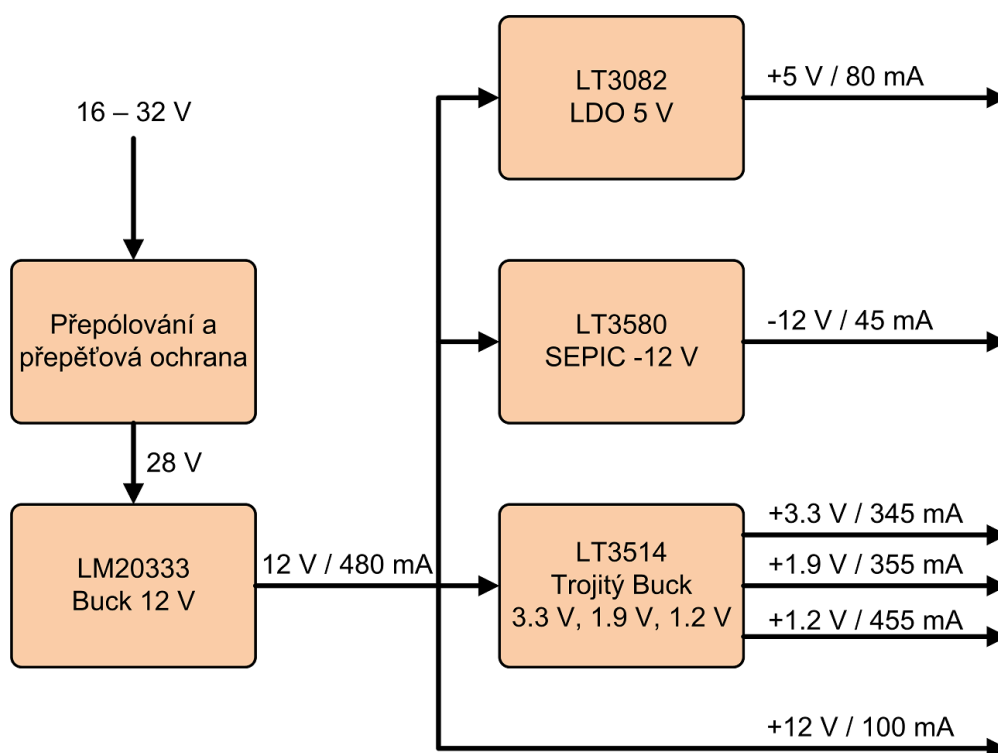 16 – 32 V
Přepólování a
přepěťová ochrana
28 V
LM20333
Buck 12 V
12 V / 480 mA
LT3082
LDO 5 V
+5 V / 80 mA
LT3580
SEPIC -12 V
-12 V / 45 mA
LT3514
Trojitý Buck
3.3 V, 1.9 V, 1.2 V
+3.3 V / 345 mA
+1.9 V / 355 mA
+1.2 V / 455 mA
+12 V / 100 mA